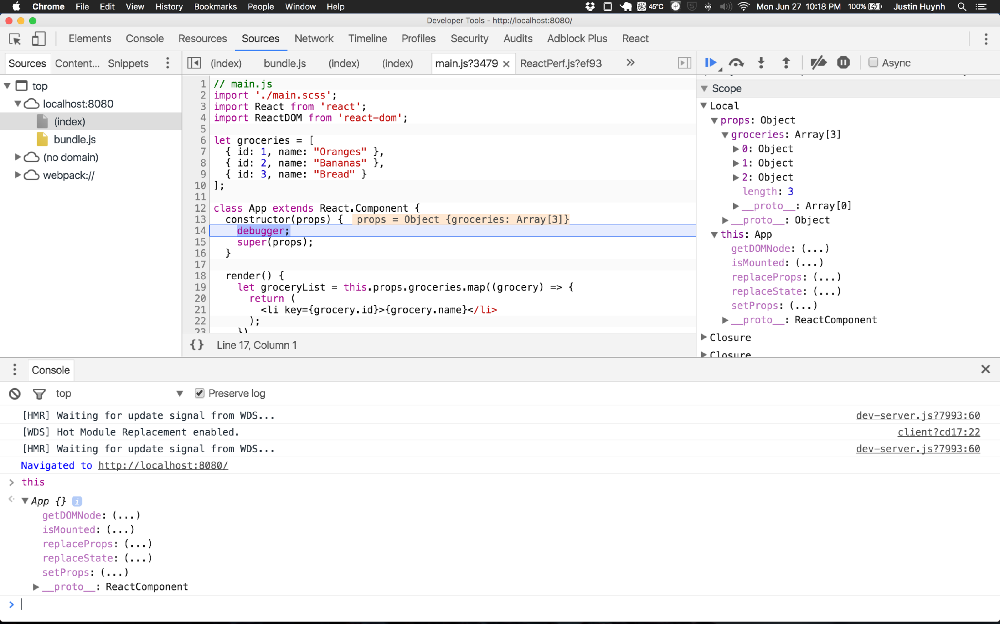 Chrome File Edit View History Bookmarks People Window Help 45°C Mon Jun 27 10:18 PM 100% Justin Huynh
Developer Tools - http://localhost:8080/
Elements Console Resources Sources Network Timeline Profiles Security Audits Adblock Plus React
Sources Content... Snippets
(index) bundle.js (index) (index) main.js?3479 × ReactPerf.js?ef93 »
Async
top
localhost:8080
(index)
bundle.js
(no domain)
webpack://
1 // main.js
2 import './main.scss';
3 import React from 'react';
4 import ReactDOM from 'react-dom';
5
6 let groceries = [
7 { id: 1, name: "Oranges" },
8 { id: 2, name: "Bananas" },
9 { id: 3, name: "Bread" }
10 ];
11
12 class App extends React.Component {
13 constructor(props) { props = Object {groceries: Array[3]}
14 debugger;
15 super(props);
16 }
17
18 render() {
19 let groceryList = this.props.groceries.map((grocery) => {
20 return (
21 <li key={grocery.id}>{grocery.name}</li>
22 );
23 })
{} Line 17, Column 1
Scope
Local
props: Object
groceries: Array[3]
0: Object
1: Object
2: Object
length: 3
__proto__: Array[0]
__proto__: Object
this: App
getDOMNode: (...)
isMounted: (...)
replaceProps: (...)
replaceState: (...)
setProps: (...)
__proto__: ReactComponent
Closure
Closure
Console
top Preserve log
[HMR] Waiting for update signal from WDS... dev-server.js?7993:60
[WDS] Hot Module Replacement enabled. client?cd17:22
[HMR] Waiting for update signal from WDS... dev-server.js?7993:60
Navigated to http://localhost:8080/
> this
App {} i
getDOMNode: (...)
isMounted: (...)
replaceProps: (...)
replaceState: (...)
setProps: (...)
__proto__: ReactComponent
>